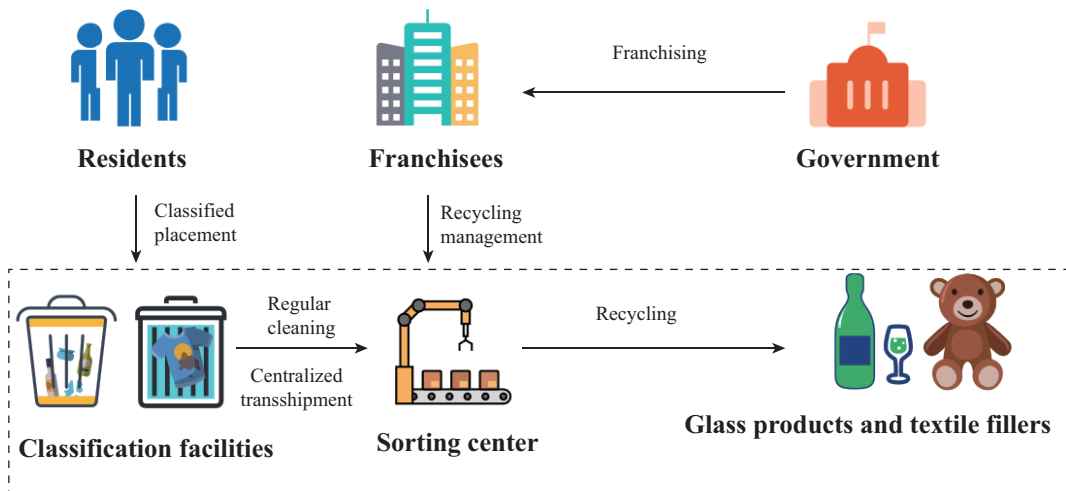 Franchising
Residents
Franchisees
Government
Classified
placement
Recycling
management
Regular
cleaning
Centralized
transshipment
Recycling
Classification facilities
Sorting center
Glass products and textile fillers